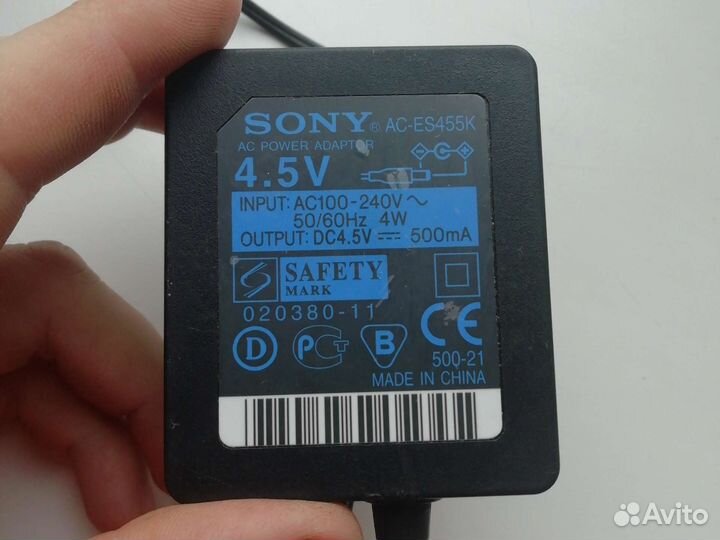 SONY® AC-ES455K
AC POWER ADAPTOR
4.5V
INPUT: AC100-240V~
50/60Hz 4W
OUTPUT: DC4.5V ⎓ 500mA
SAFETY
MARK
020380-11
D PCT B CE
500-21
MADE IN CHINA
Avito